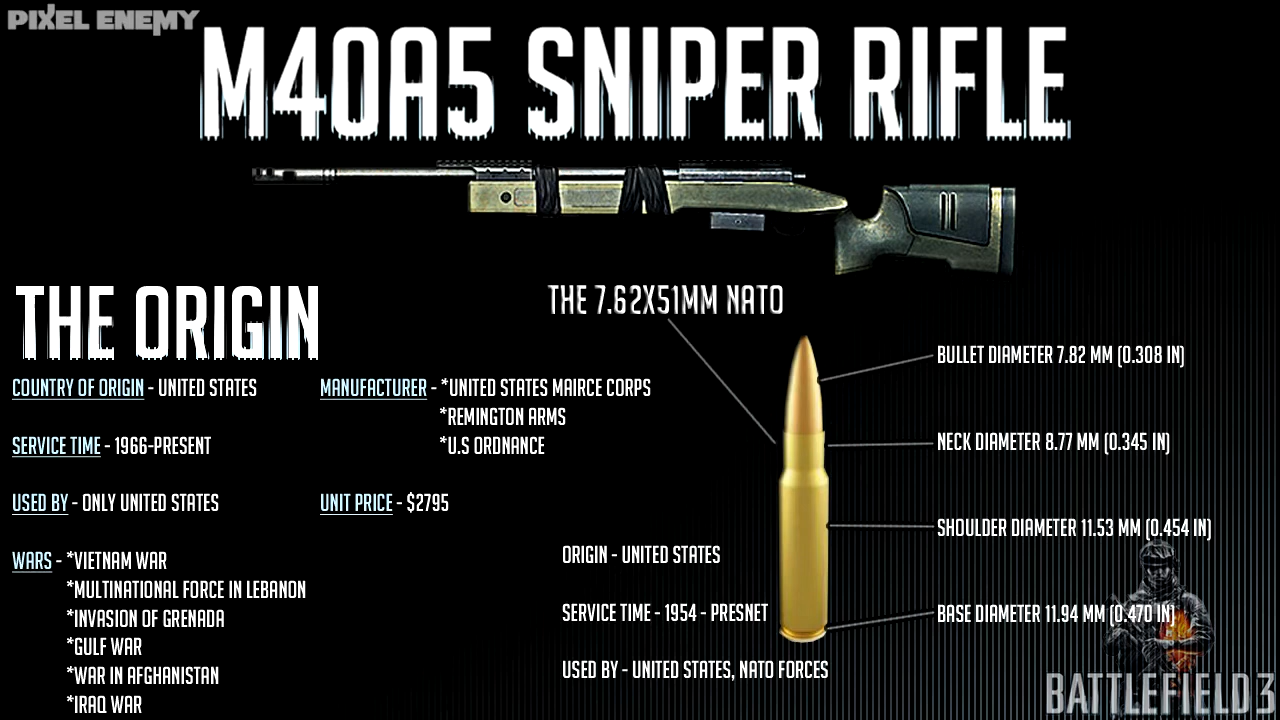 PIXEL ENEMY
M40A5 SNIPER RIFLE
THE ORIGIN
COUNTRY OF ORIGIN - UNITED STATES
SERVICE TIME - 1966-PRESENT
USED BY - ONLY UNITED STATES
WARS - *VIETNAM WAR
*MULTINATIONAL FORCE IN LEBANON
*INVASION OF GRENADA
*GULF WAR
*WAR IN AFGHANISTAN
*IRAQ WAR
MANUFACTURER - *UNITED STATES MAIRCE CORPS
*REMINGTON ARMS
*U.S ORDNANCE
UNIT PRICE - $2795
THE 7.62X51MM NATO
ORIGIN - UNITED STATES
SERVICE TIME - 1954 - PRESNET
USED BY - UNITED STATES, NATO FORCES
BULLET DIAMETER 7.82 MM (0.308 IN)
NECK DIAMETER 8.77 MM (0.345 IN)
SHOULDER DIAMETER 11.53 MM (0.454 IN)
BASE DIAMETER 11.94 MM (0.470 IN)
BATTLEFIELD 3